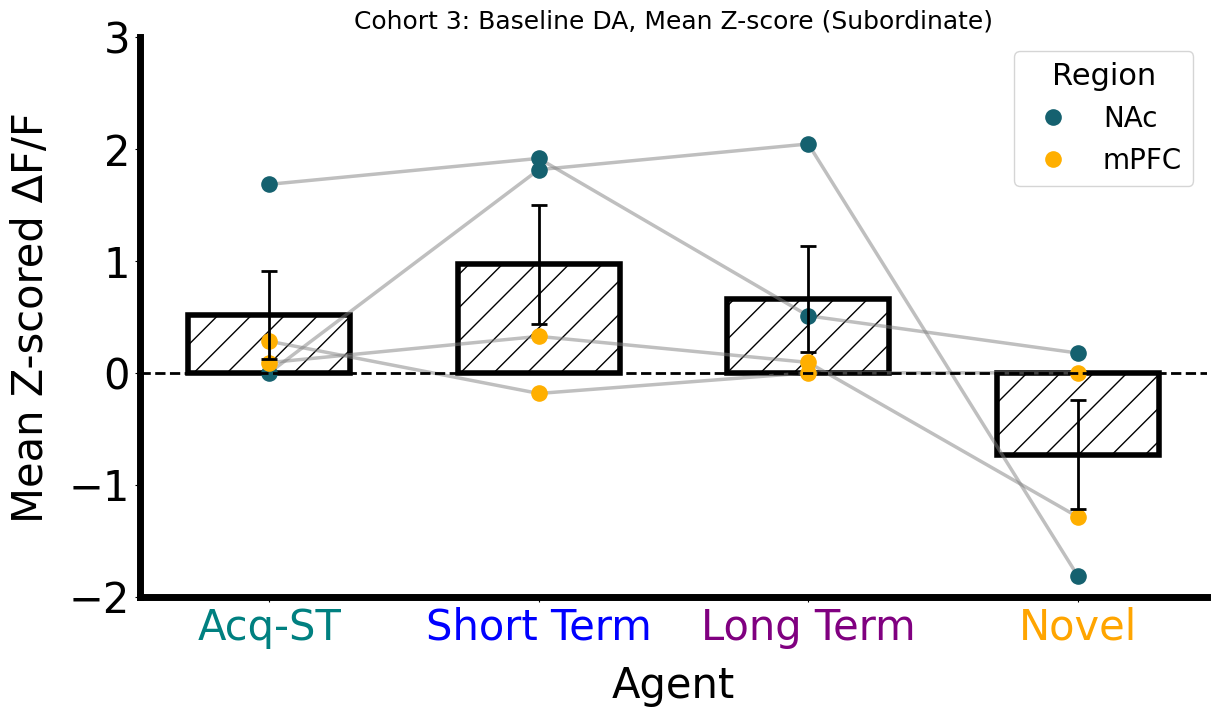 Cohort 3: Baseline DA, Mean Z-score (Subordinate)
Mean Z-scored ΔF/F
3
2
1
0
−1
−2
Region
NAc
mPFC
Acq-ST
Short Term
Long Term
Novel
Agent